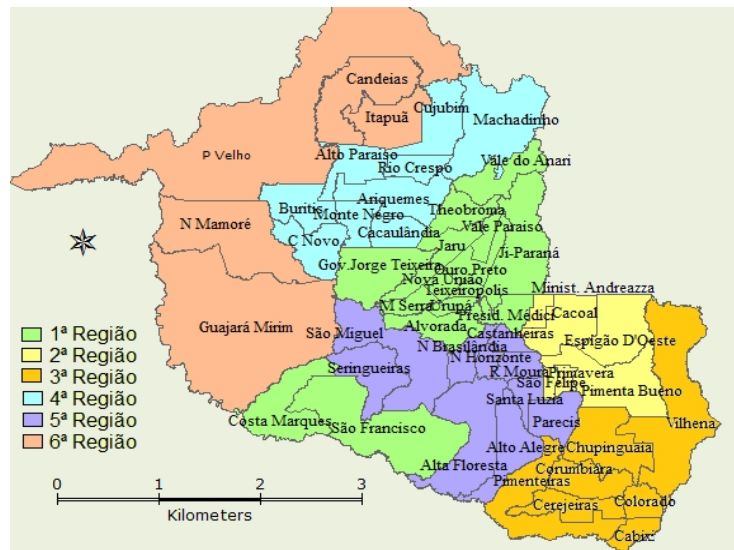 Candeias
Itapuã
Cujubim
Machadinho
P Velho
Alto Paraiso
Rio Crespo
Vale do Anari
Ariquemes
Buritis
Monte Negro
Theobroma
N Mamoré
Cacaulândia
Vale Paraiso
C Novo
Jaru
Ji-Paraná
Gov.Jorge Teixeira
Ouro Preto
Nova União
Teixeiropolis
Minist. Andreazza
M Serra
Urupá
Presid. Médici
Cacoal
Guajará Mirim
São Miguel
Alvorada
Castanheiras
Espigão D'Oeste
N Brasilândia
N Horizonte
Seringueiras
R Moura
Primavera
São Felipe
Pimenta Bueno
Santa Luzia
Costa Marques
São Francisco
Parecis
Vilhena
Alto Alegre
Chupinguaia
Alta Floresta
Corumbiara
Pimenteiras
Cerejeiras
Colorado
Cabixi
1ª Região
2ª Região
3ª Região
4ª Região
5ª Região
6ª Região
0 1 2 3
Kilometers